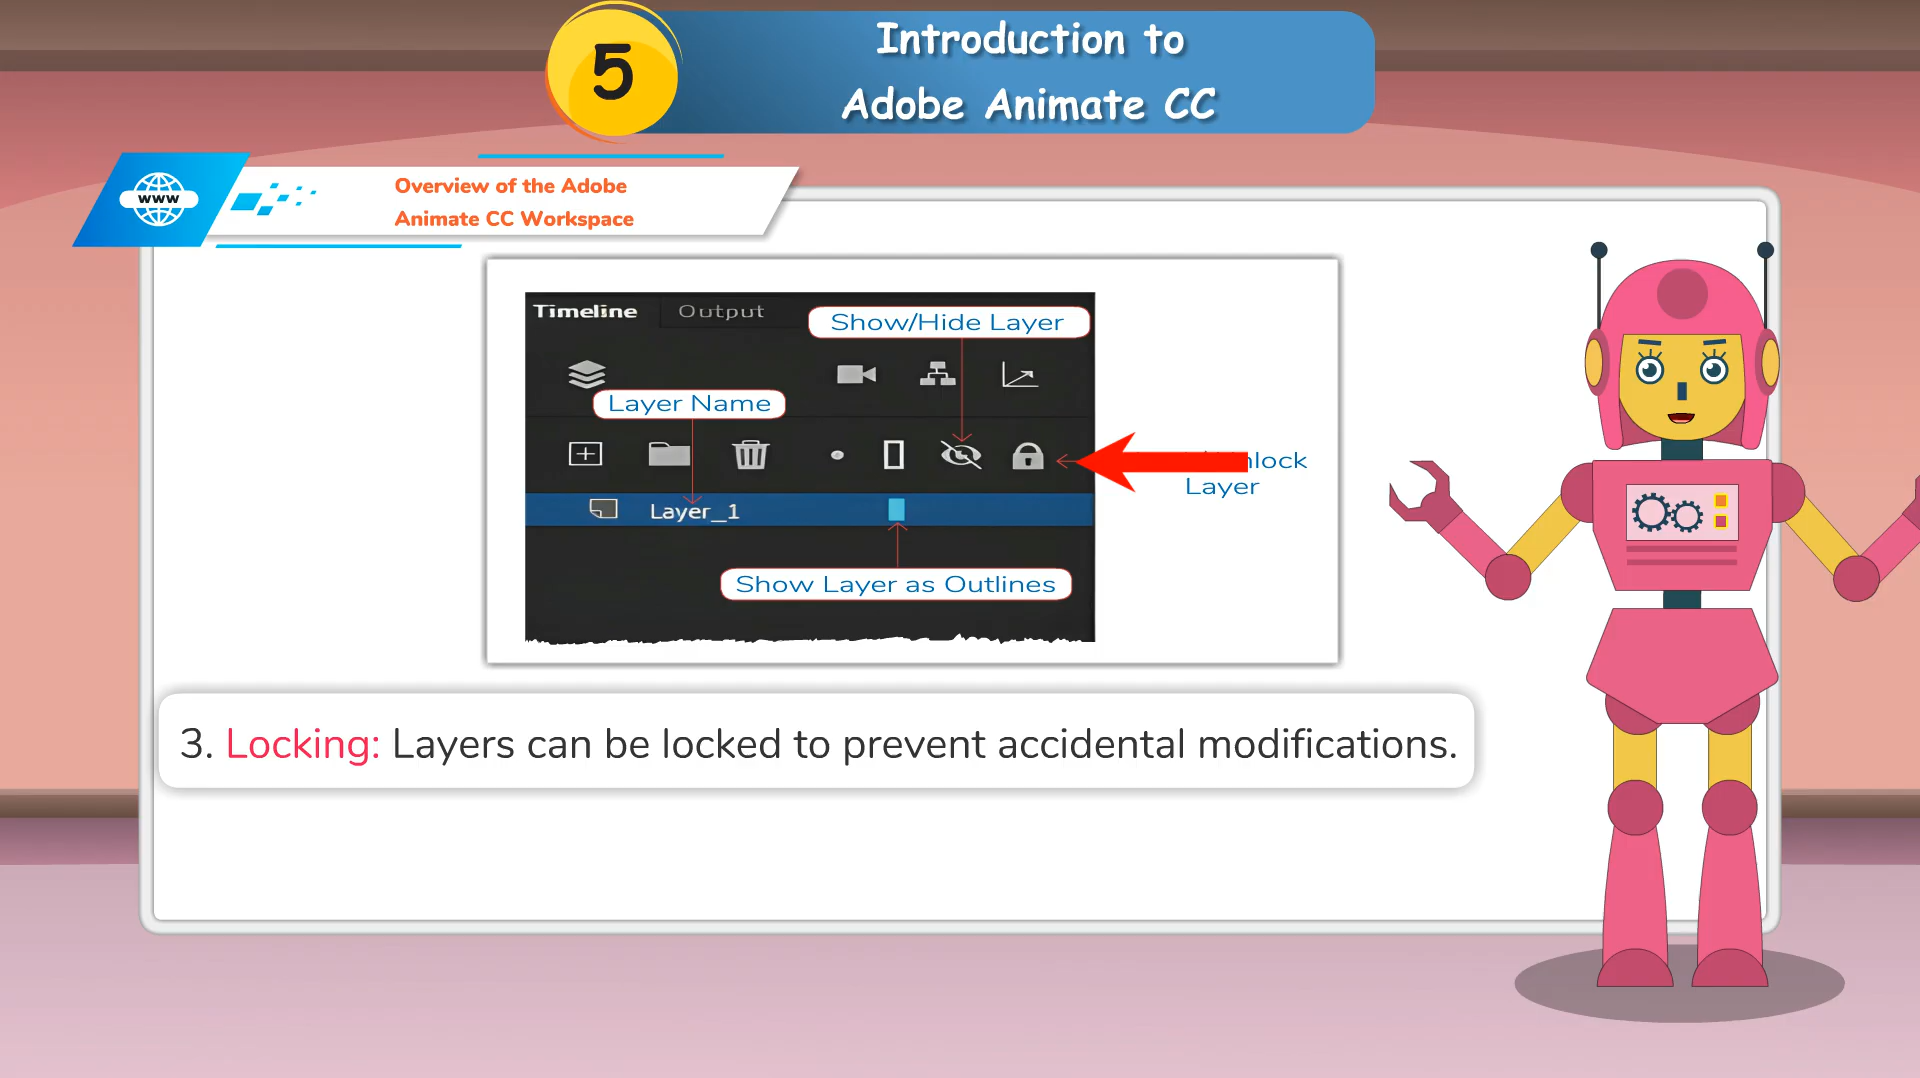 5
Introduction to
Adobe Animate CC
www
Overview of the Adobe
Animate CC Workspace
Timeline
Output
Show/Hide Layer
Layer Name
Layer
Layer_1
Show Layer as Outlines
3. Locking: Layers can be locked to prevent accidental modifications.